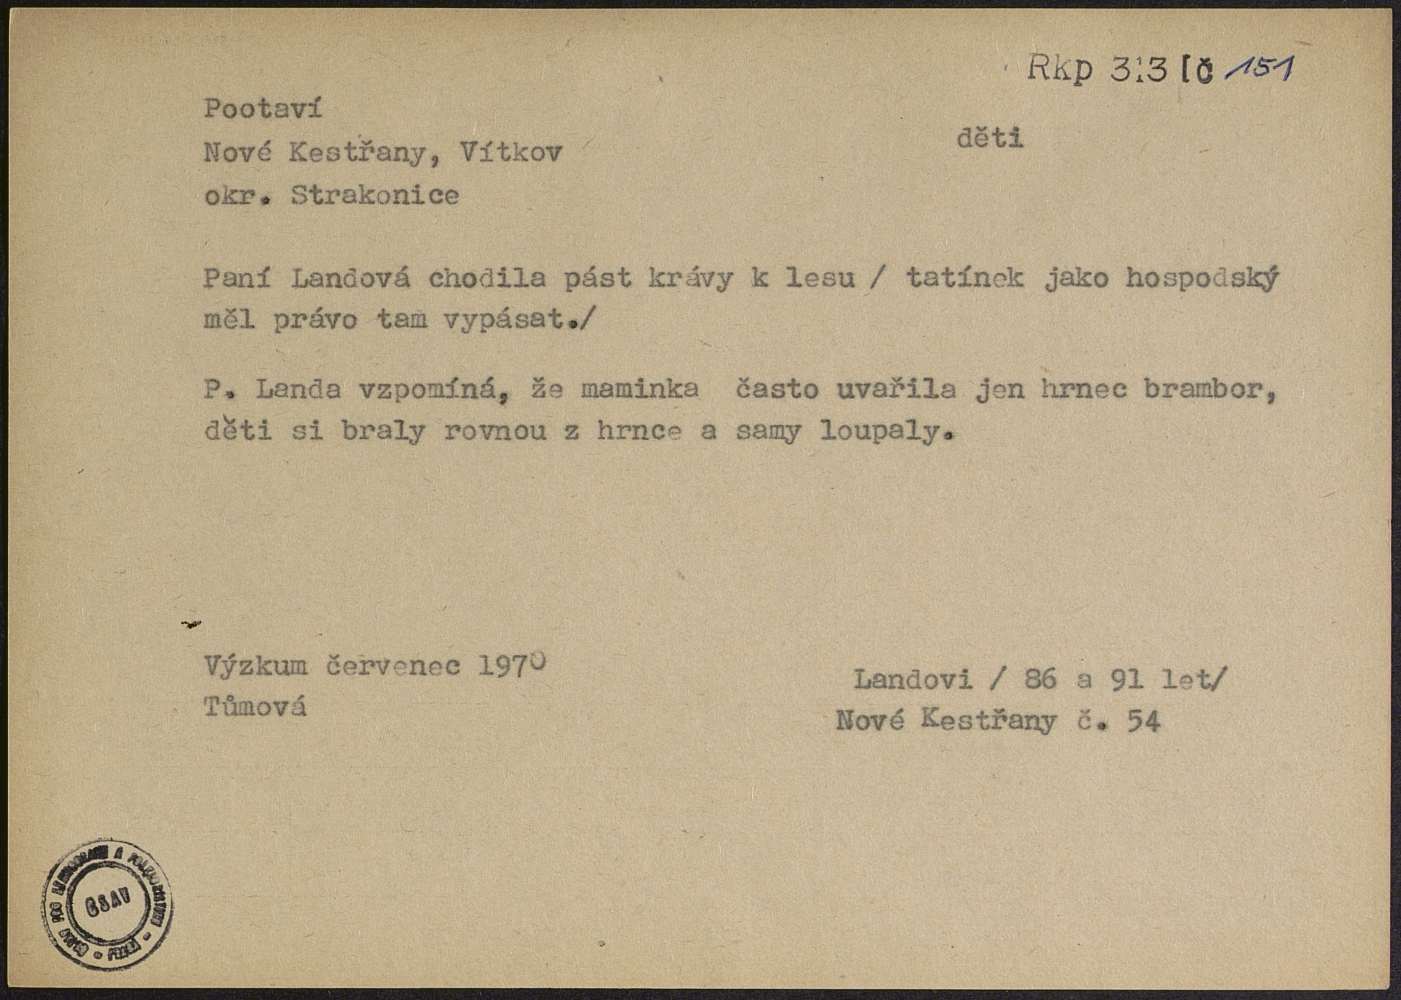 Rkp 313 [č 151
Pootaví
děti
Nové Kestřany, Vítkov
okr. Strakonice
Paní Landová chodila pást krávy k lesu / tatínek jako hospodský
měl právo tam vypásat./
P. Landa vzpomíná, že maminka často uvařila jen hrnec brambor,
děti si braly rovnou z hrnce a samy loupaly.
Výzkum červenec 1970
Tůmová
Landovi / 86 a 91 let/
Nové Kestřany č. 54
ČSAV